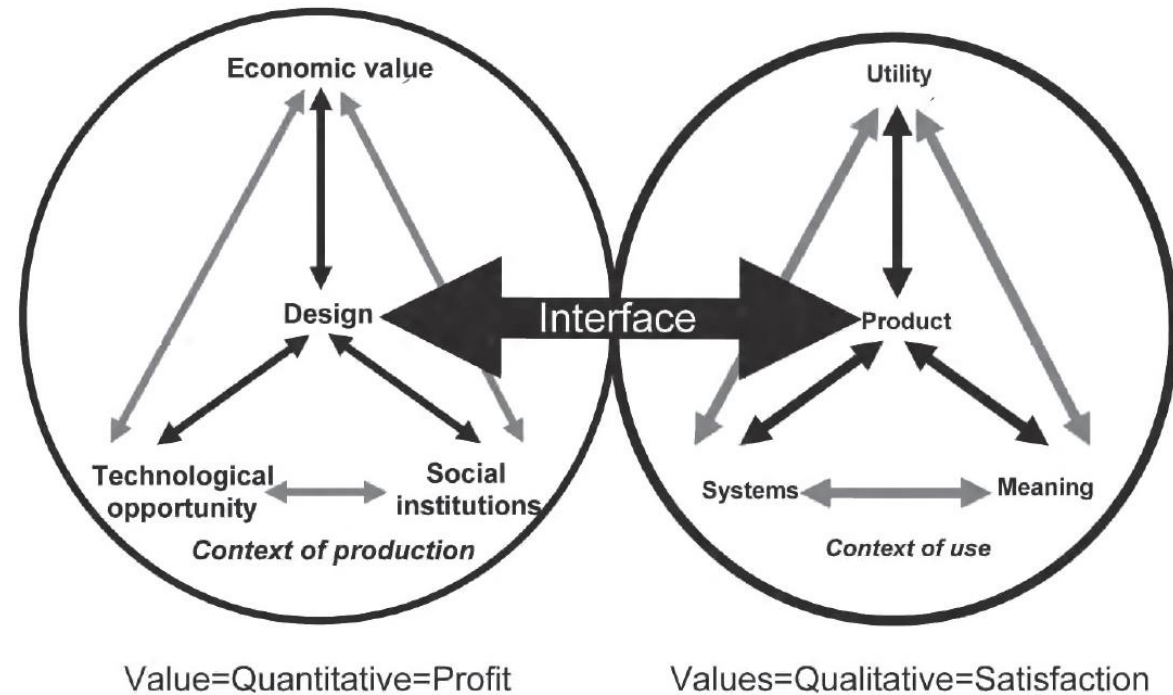 Economic value
Utility
Design
Interface
Product
Technological
opportunity
Social
institutions
Systems
Meaning
Context of production
Context of use
Value=Quantitative=Profit
Values=Qualitative=Satisfaction